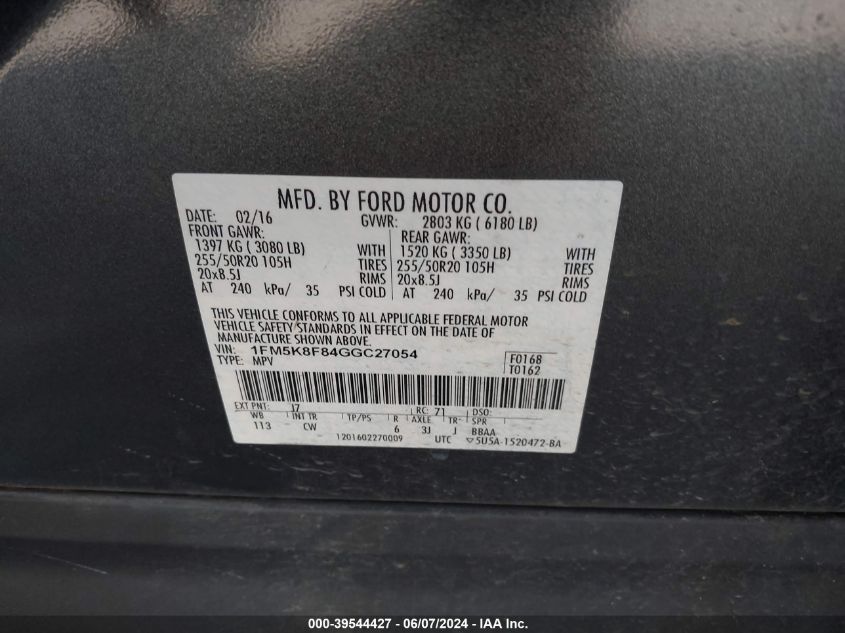 MFD. BY FORD MOTOR CO.
DATE: 02/16 GVWR: 2803 KG ( 6180 LB)
FRONT GAWR: REAR GAWR:
1397 KG ( 3080 LB) WITH 1520 KG ( 3350 LB) WITH
255/50R20 105H TIRES 255/50R20 105H TIRES
20x8.5J RIMS 20x8.5J RIMS
AT 240 kPa/ 35 PSI COLD AT 240 kPa/ 35 PSI COLD
THIS VEHICLE CONFORMS TO ALL APPLICABLE FEDERAL MOTOR
VEHICLE SAFETY STANDARDS IN EFFECT ON THE DATE OF
MANUFACTURE SHOWN ABOVE.
VIN: 1FM5K8F84GGC27054 F0168
TYPE: MPV T0162
EXT PNT: J7 RC: 71 DSO:
WB INT TR TP/PS R AXLE TR SPR
113 CW 6 3J J BBAA
1201602270009 UTC ▽5U5A-1520472-BA
000-39544427 - 06/07/2024 - IAA Inc.